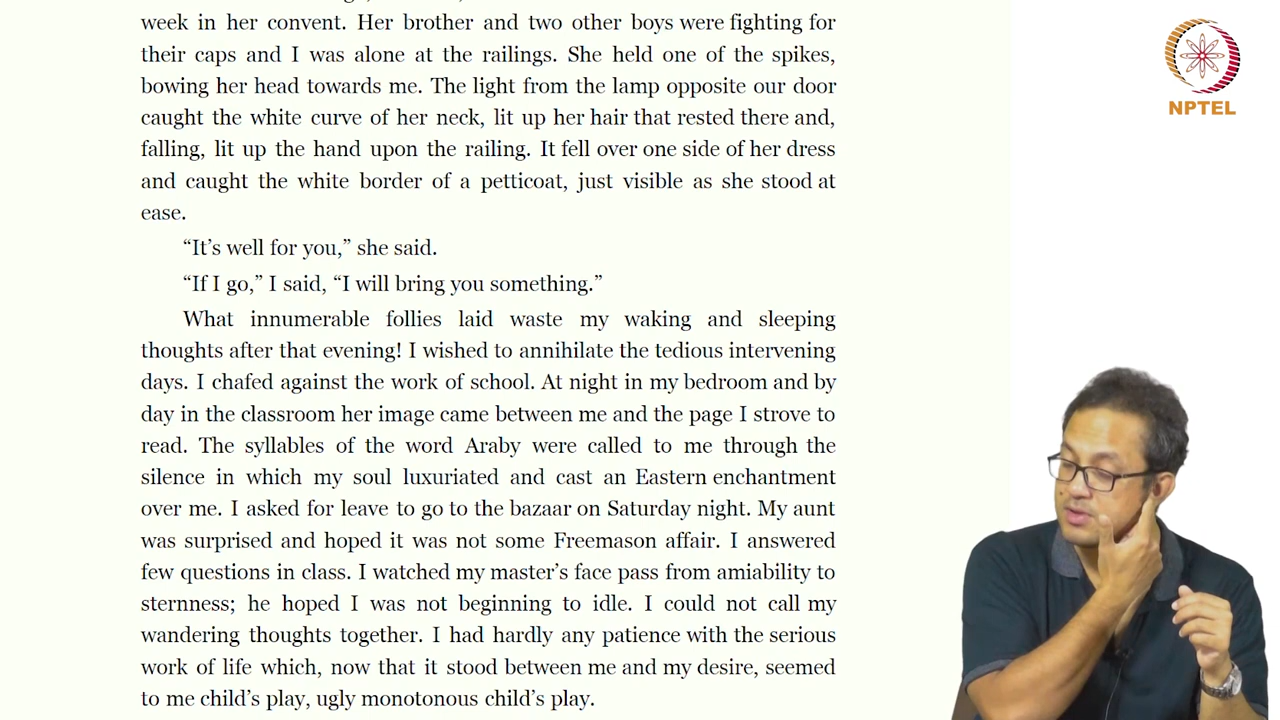 week in her convent. Her brother and two other boys were fighting for
their caps and I was alone at the railings. She held one of the spikes,
bowing her head towards me. The light from the lamp opposite our door
caught the white curve of her neck, lit up her hair that rested there and,
falling, lit up the hand upon the railing. It fell over one side of her dress
and caught the white border of a petticoat, just visible as she stood at
ease.
“It’s well for you,” she said.
“If I go,” I said, “I will bring you something.”
What innumerable follies laid waste my waking and sleeping
thoughts after that evening! I wished to annihilate the tedious intervening
days. I chafed against the work of school. At night in my bedroom and by
day in the classroom her image came between me and the page I strove to
read. The syllables of the word Araby were called to me through the
silence in which my soul luxuriated and cast an Eastern enchantment
over me. I asked for leave to go to the bazaar on Saturday night. My aunt
was surprised and hoped it was not some Freemason affair. I answered
few questions in class. I watched my master’s face pass from amiability to
sternness; he hoped I was not beginning to idle. I could not call my
wandering thoughts together. I had hardly any patience with the serious
work of life which, now that it stood between me and my desire, seemed
to me child’s play, ugly monotonous child’s play.
NPTEL